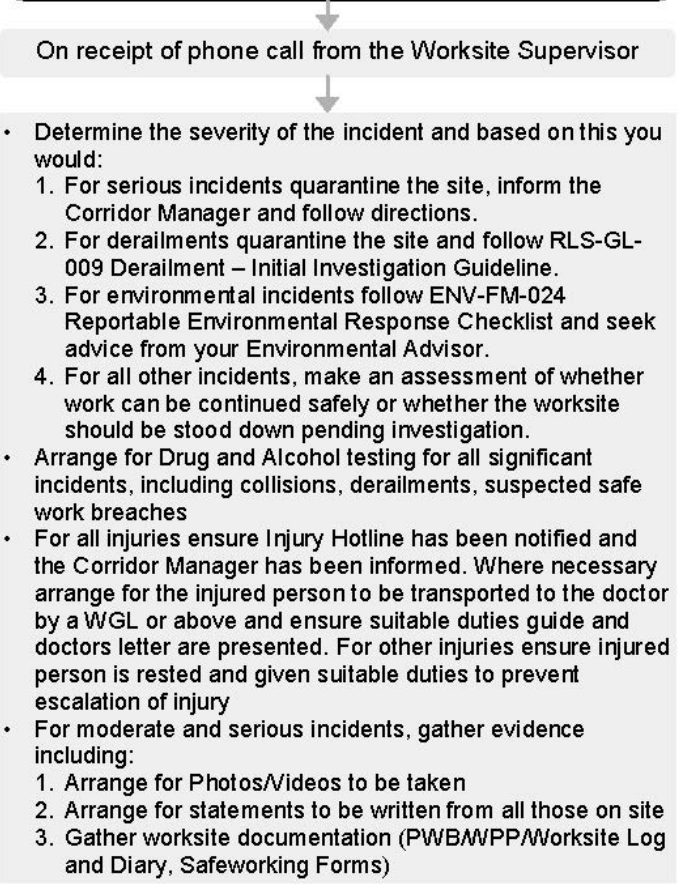 On receipt of phone call from the Worksite Supervisor
• Determine the severity of the incident and based on this you
would:
1. For serious incidents quarantine the site, inform the
Corridor Manager and follow directions.
2. For derailments quarantine the site and follow RLS-GL-
009 Derailment – Initial Investigation Guideline.
3. For environmental incidents follow ENV-FM-024
Reportable Environmental Response Checklist and seek
advice from your Environmental Advisor.
4. For all other incidents, make an assessment of whether
work can be continued safely or whether the worksite
should be stood down pending investigation.
• Arrange for Drug and Alcohol testing for all significant
incidents, including collisions, derailments, suspected safe
work breaches
• For all injuries ensure Injury Hotline has been notified and
the Corridor Manager has been informed. Where necessary
arrange for the injured person to be transported to the doctor
by a WGL or above and ensure suitable duties guide and
doctors letter are presented. For other injuries ensure injured
person is rested and given suitable duties to prevent
escalation of injury
• For moderate and serious incidents, gather evidence
including:
1. Arrange for Photos/Videos to be taken
2. Arrange for statements to be written from all those on site
3. Gather worksite documentation (PWB/WPP/Worksite Log
and Diary, Safeworking Forms)